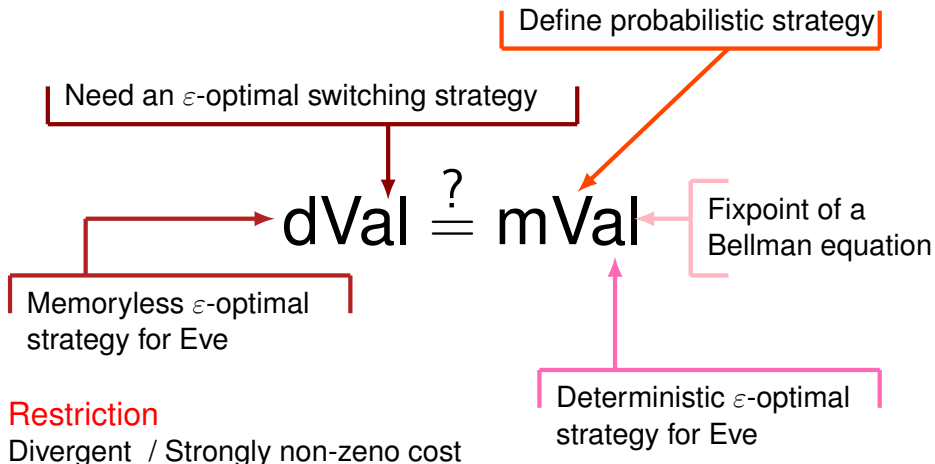 Define probabilistic strategy
Need an ε-optimal switching strategy
dVal ≟ mVal
Fixpoint of a
Bellman equation
Memoryless ε-optimal
strategy for Eve
Deterministic ε-optimal
strategy for Eve
Restriction
Divergent / Strongly non-zeno cost